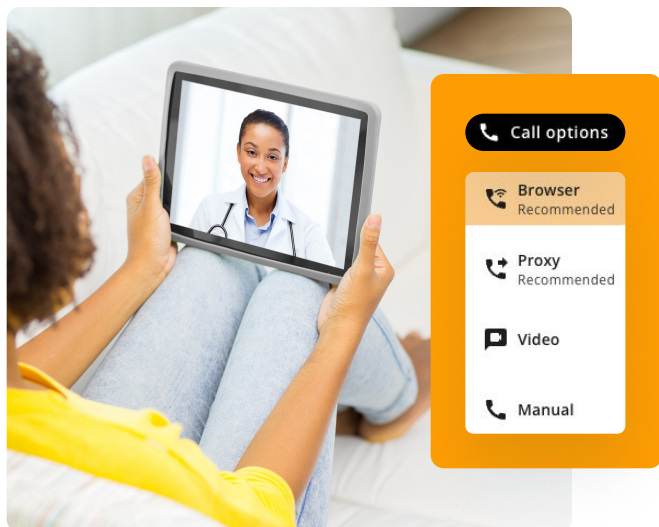 Call options
Browser
Recommended
Proxy
Recommended
Video
Manual